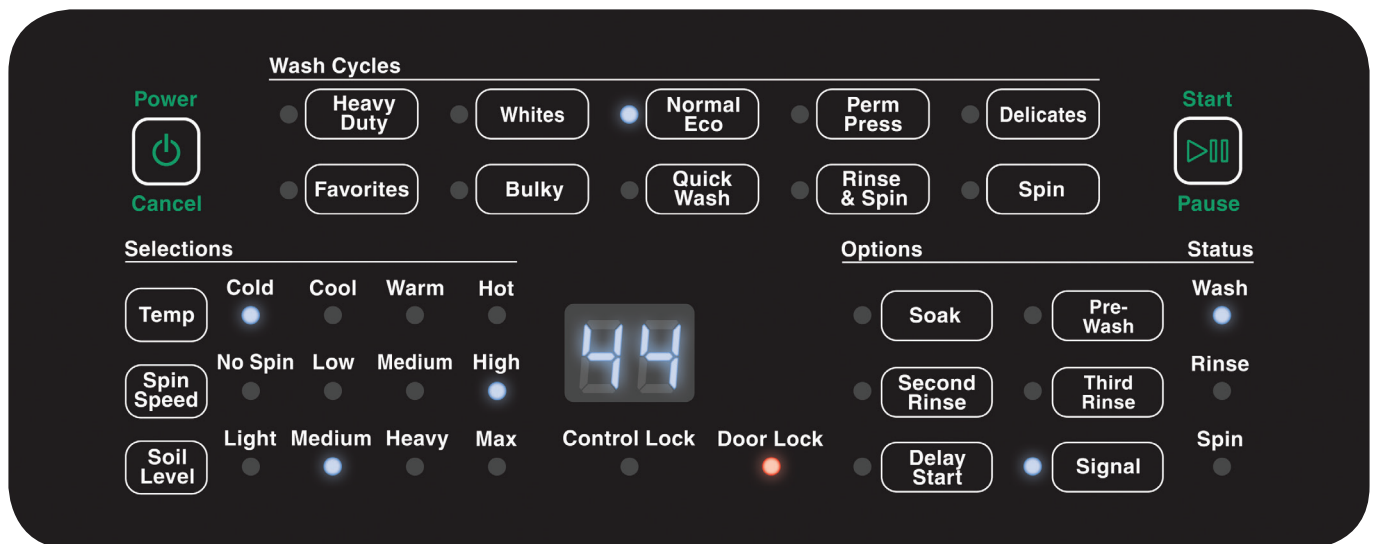 Wash Cycles
Power
Cancel
Heavy
Duty
Whites
Normal
Eco
Perm
Press
Delicates
Favorites
Bulky
Quick
Wash
Rinse
& Spin
Spin
Start
Pause
Selections
Temp
Cold Cool Warm Hot
Spin
Speed
No Spin Low Medium High
Soil
Level
Light Medium Heavy Max
44
Control Lock Door Lock
Options
Soak
Pre-
Wash
Second
Rinse
Third
Rinse
Delay
Start
Signal
Status
Wash
Rinse
Spin